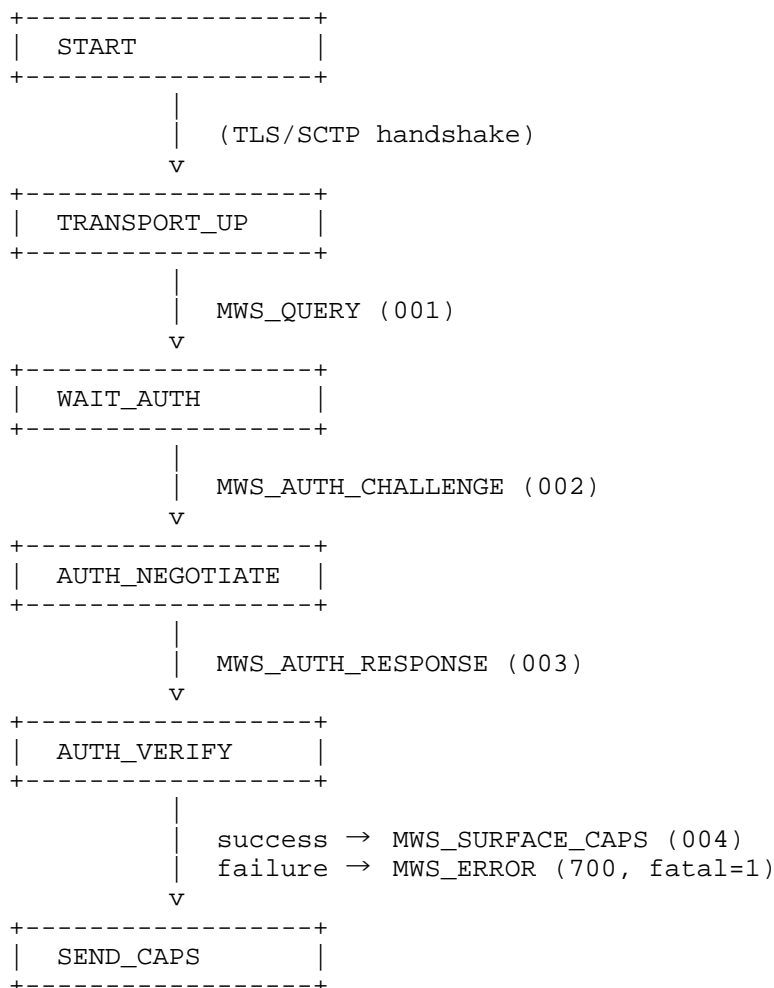 +------------------+
|  START           |
+------------------+
          |
          |  (TLS/SCTP handshake)
          v
+------------------+
|  TRANSPORT_UP    |
+------------------+
          |
          |  MWS_QUERY (001)
          v
+------------------+
|  WAIT_AUTH       |
+------------------+
          |
          |  MWS_AUTH_CHALLENGE (002)
          v
+------------------+
|  AUTH_NEGOTIATE  |
+------------------+
          |
          |  MWS_AUTH_RESPONSE (003)
          v
+------------------+
|  AUTH_VERIFY     |
+------------------+
          |
          |  success → MWS_SURFACE_CAPS (004)
          |  failure → MWS_ERROR (700, fatal=1)
          v
+------------------+
|  SEND_CAPS       |
+------------------+